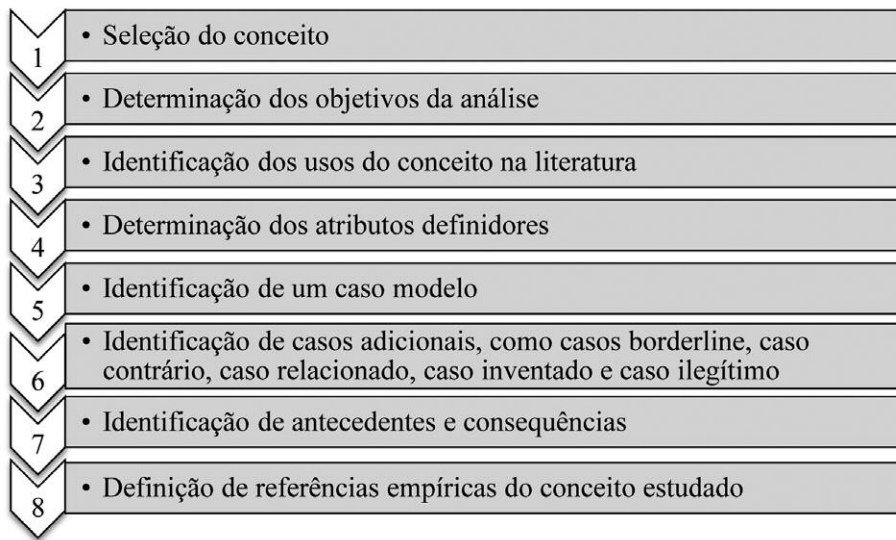 1 • Seleção do conceito
2 • Determinação dos objetivos da análise
3 • Identificação dos usos do conceito na literatura
4 • Determinação dos atributos definidores
5 • Identificação de um caso modelo
6 • Identificação de casos adicionais, como casos borderline, caso
contrário, caso relacionado, caso inventado e caso ilegítimo
7 • Identificação de antecedentes e consequências
8 • Definição de referências empíricas do conceito estudado